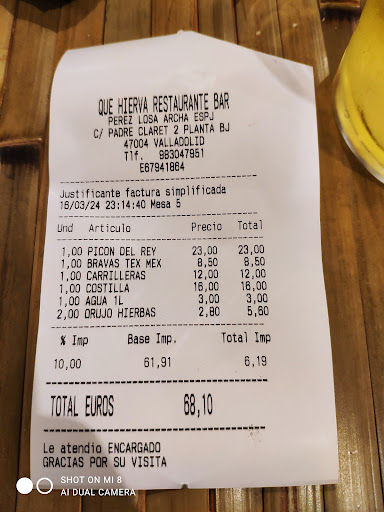 QUE HIERVA RESTAURANTE BAR
PEREZ LOSA ARCHA ESPJ
C/ PADRE CLARET 2 PLANTA BJ
47004 VALLADOLID
Tlf. 983047951
E67941864
Justificante factura simplificada
16/03/24 23:14:40 Mesa 5
Und Articulo Precio Total
1,00 PICON DEL REY 23,00 23,00
1,00 BRAVAS TEX MEX 8,50 8,50
1,00 CARRILLERAS 12,00 12,00
1,00 COSTILLA 16,00 16,00
1,00 AGUA 1L 3,00 3,00
2,00 ORUJO HIERBAS 2,80 5,60
% Imp Base Imp. Total Imp
10,00 61,91 6,19
TOTAL EUROS 68,10
Le atendio ENCARGADO
GRACIAS POR SU VISITA
SHOT ON MI 8
AI DUAL CAMERA